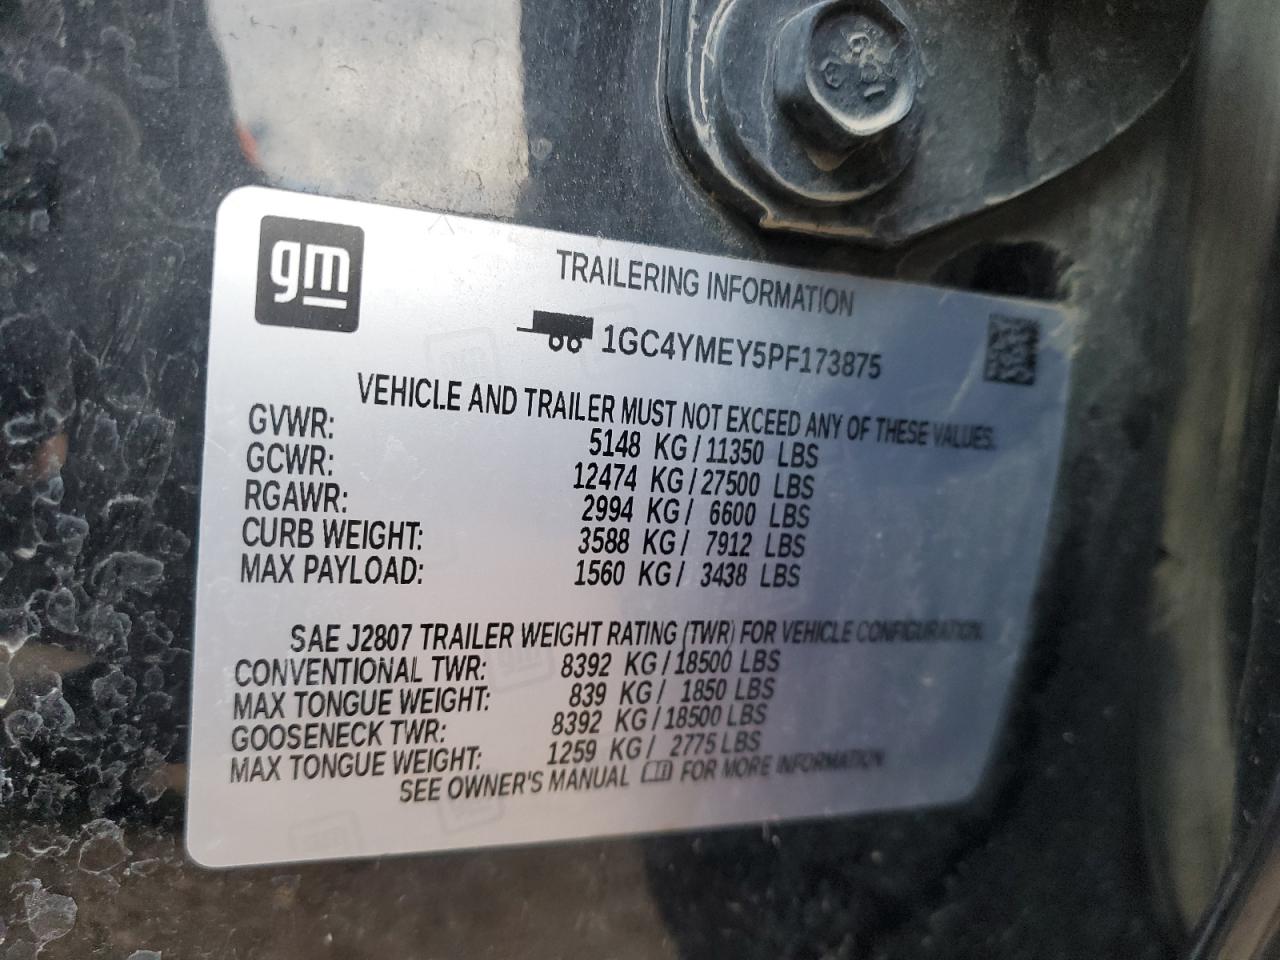 gm
TRAILERING INFORMATION
1GC4YMEY5PF173875
VEHICLE AND TRAILER MUST NOT EXCEED ANY OF THESE VALUES.
GVWR: 5148 KG/11350 LBS
GCWR: 12474 KG/27500 LBS
RGAWR: 2994 KG/ 6600 LBS
CURB WEIGHT: 3588 KG/ 7912 LBS
MAX PAYLOAD: 1560 KG/ 3438 LBS
SAE J2807 TRAILER WEIGHT RATING (TWR) FOR VEHICLE CONFIGURATION.
CONVENTIONAL TWR: 8392 KG/18500 LBS
MAX TONGUE WEIGHT: 839 KG/ 1850 LBS
GOOSENECK TWR: 8392 KG/18500 LBS
MAX TONGUE WEIGHT: 1259 KG/ 2775 LBS
SEE OWNER'S MANUAL FOR MORE INFORMATION